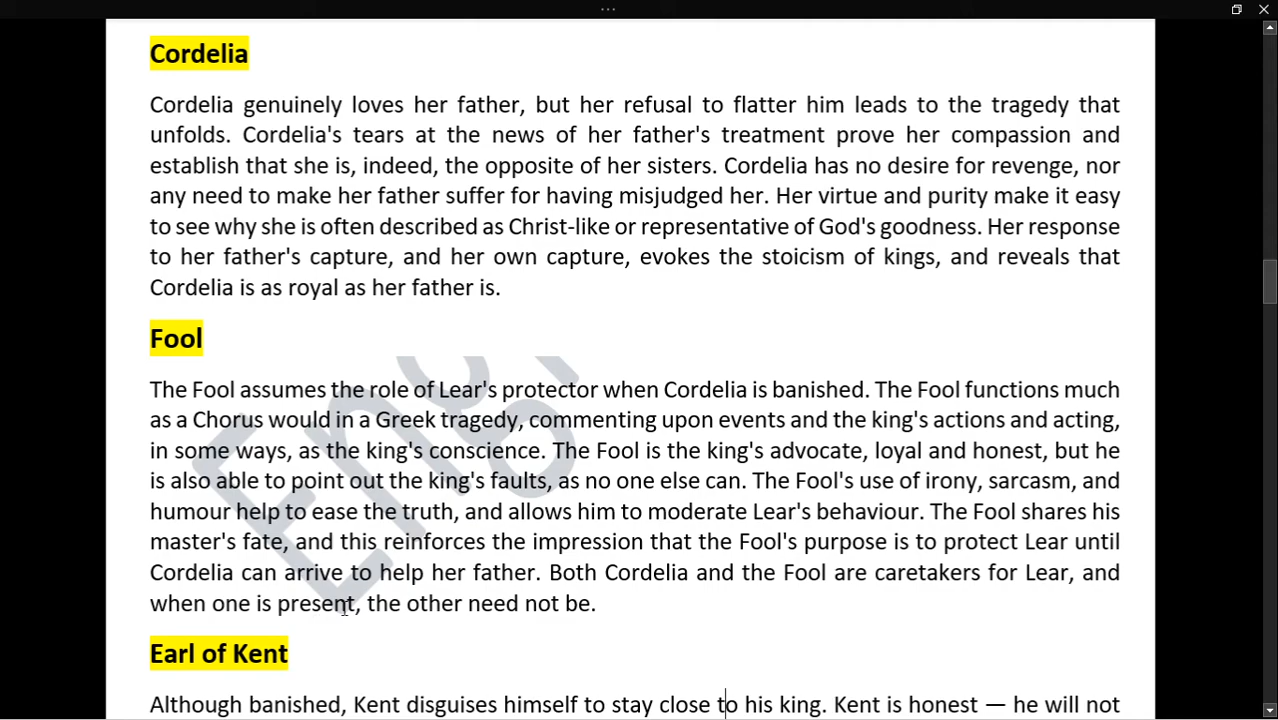 Cordelia
Cordelia genuinely loves her father, but her refusal to flatter him leads to the tragedy that
unfolds. Cordelia's tears at the news of her father's treatment prove her compassion and
establish that she is, indeed, the opposite of her sisters. Cordelia has no desire for revenge, nor
any need to make her father suffer for having misjudged her. Her virtue and purity make it easy
to see why she is often described as Christ-like or representative of God's goodness. Her response
to her father's capture, and her own capture, evokes the stoicism of kings, and reveals that
Cordelia is as royal as her father is.
Fool
The Fool assumes the role of Lear's protector when Cordelia is banished. The Fool functions much
as a Chorus would in a Greek tragedy, commenting upon events and the king's actions and acting,
in some ways, as the king's conscience. The Fool is the king's advocate, loyal and honest, but he
is also able to point out the king's faults, as no one else can. The Fool's use of irony, sarcasm, and
humour help to ease the truth, and allows him to moderate Lear's behaviour. The Fool shares his
master's fate, and this reinforces the impression that the Fool's purpose is to protect Lear until
Cordelia can arrive to help her father. Both Cordelia and the Fool are caretakers for Lear, and
when one is present, the other need not be.
Earl of Kent
Although banished, Kent disguises himself to stay close to his king. Kent is honest — he will not